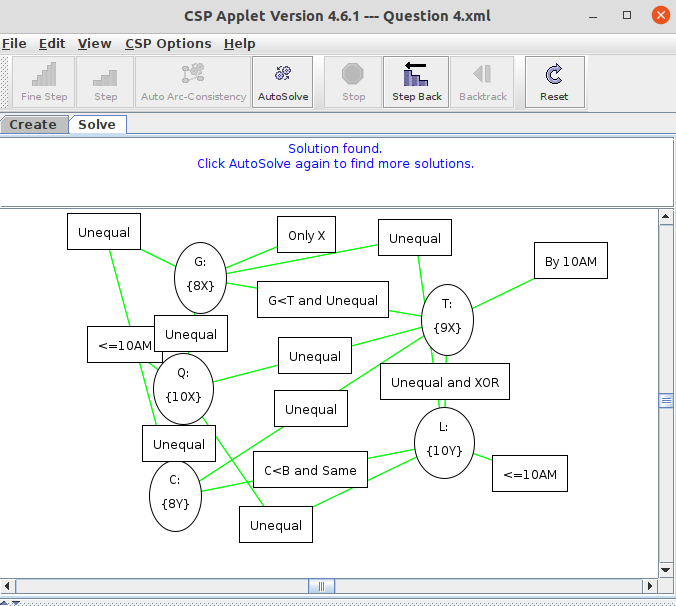 CSP Applet Version 4.6.1 --- Question 4.xml
File Edit View CSP Options Help
Fine Step Step Auto Arc-Consistency AutoSolve Stop Step Back Backtrack Reset
Create Solve
Solution found.
Click AutoSolve again to find more solutions.
Unequal
Only X
Unequal
By 10AM
G:
{8X}
G<T and Unequal
T:
{9X}
<=10AM
Unequal
Unequal
Q:
{10X}
Unequal and XOR
Unequal
L:
{10Y}
Unequal
C<B and Same
<=10AM
C:
{8Y}
Unequal